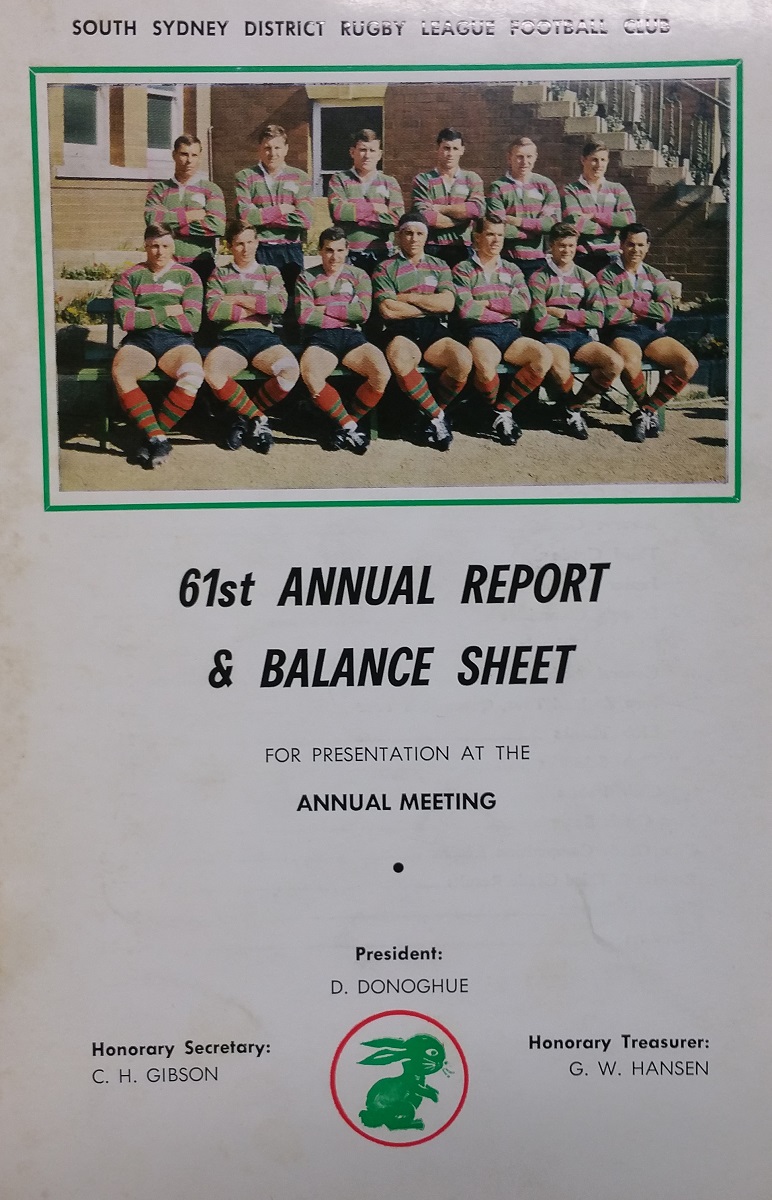 SOUTH SYDNEY DISTRICT RUGBY LEAGUE FOOTBALL CLUB
61st ANNUAL REPORT
& BALANCE SHEET
FOR PRESENTATION AT THE
ANNUAL MEETING
•
President:
D. DONOGHUE
Honorary Secretary:
C. H. GIBSON
Honorary Treasurer:
G. W. HANSEN